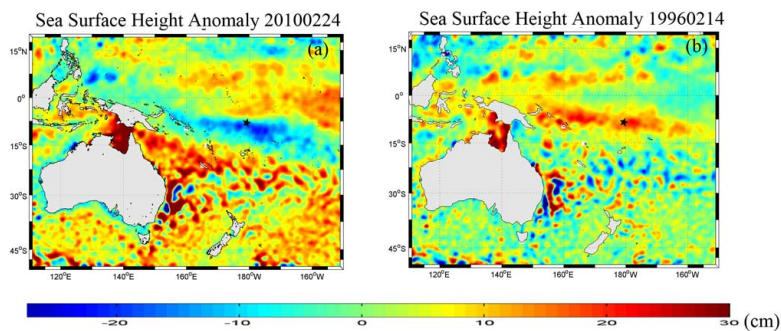 Sea Surface Height Anomaly 20100224
Sea Surface Height Anomaly 19960214
(a)
(b)
15°N
0°
15°S
30°S
45°S
120°E
140°E
160°E
180°W
160°W
15°N
0°
15°S
30°S
45°S
120°E
140°E
160°E
180°W
160°W
-20 -10 0 10 20 30 (cm)